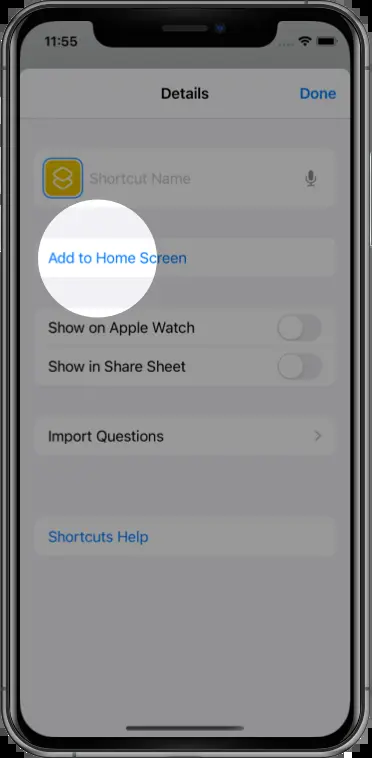 11:55
Details
Done
Shortcut Name
Add to Home Screen
Show on Apple Watch
Show in Share Sheet
Import Questions
Shortcuts Help